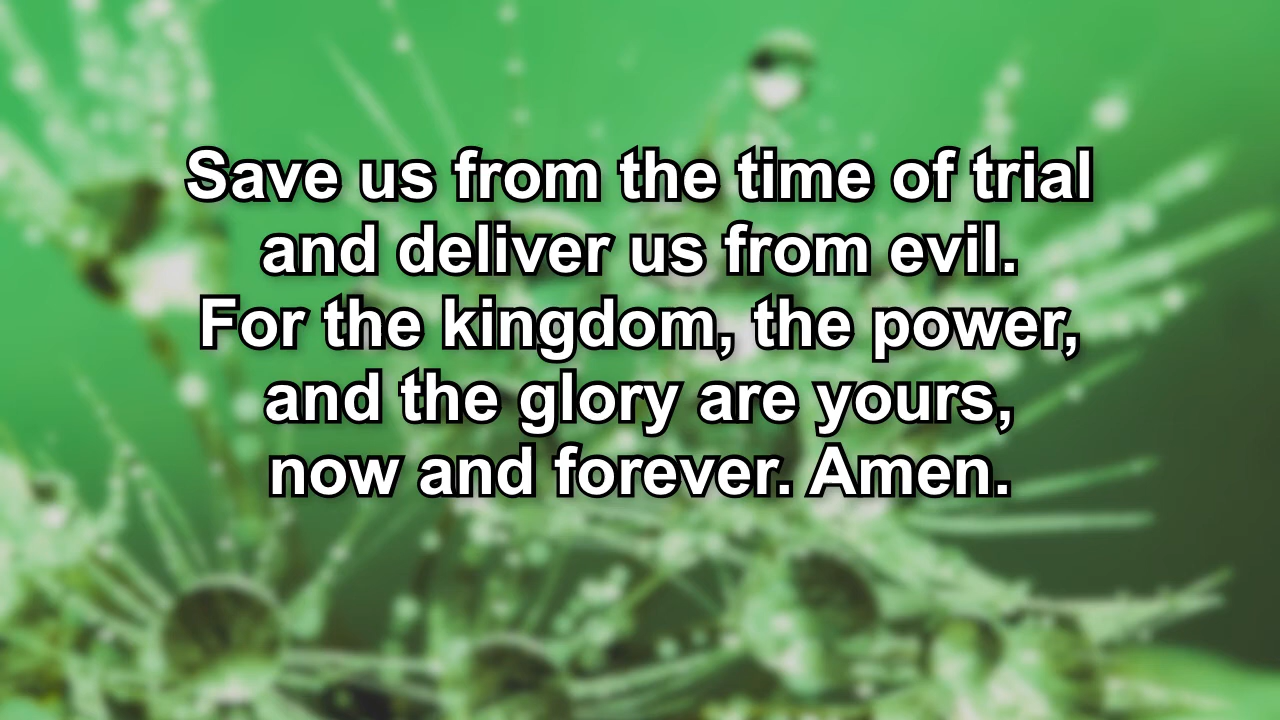 Save us from the time of trial
and deliver us from evil.
For the kingdom, the power,
and the glory are yours,
now and forever. Amen.